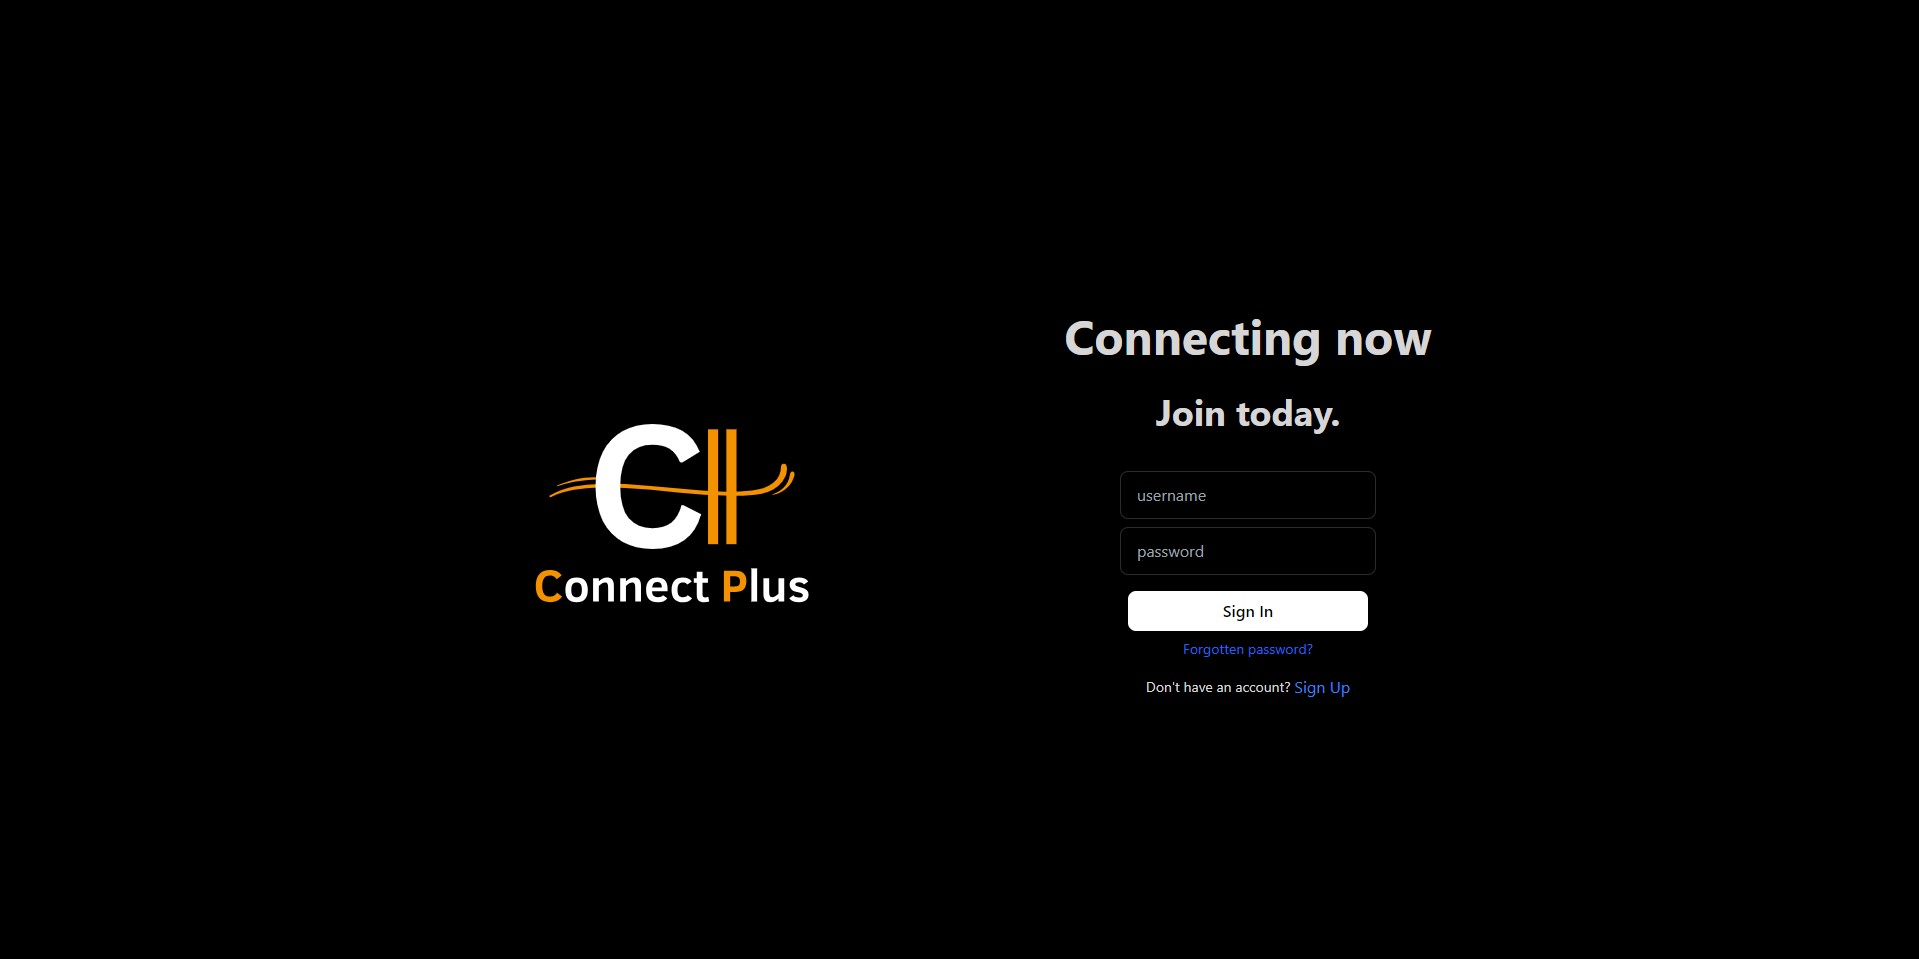 Connect Plus
Connecting now
Join today.
username
password
Sign In
Forgotten password?
Don't have an account? Sign Up